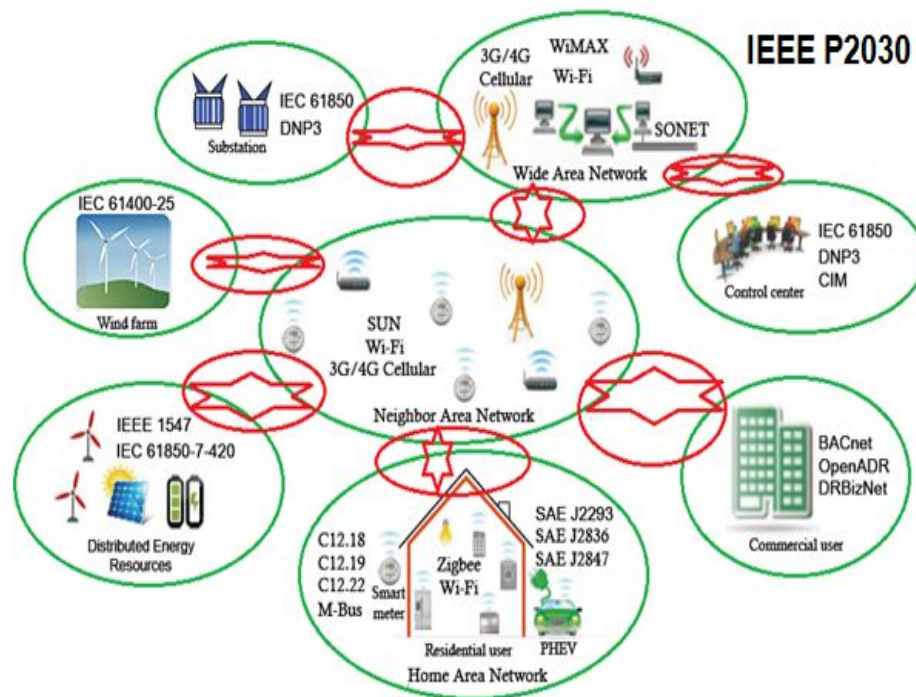 IEEE P2030
3G/4G
Cellular
WiMAX
Wi-Fi
SONET
Wide Area Network
IEC 61850
DNP3
Substation
IEC 61400-25
Wind farm
IEC 61850
DNP3
CIM
Control center
SUN
Wi-Fi
3G/4G Cellular
Neighbor Area Network
IEEE 1547
IEC 61850-7-420
Distributed Energy
Resources
BACnet
OpenADR
DRBizNet
Commercial user
C12.18
C12.19
C12.22
M-Bus
Smart
meter
Zigbee
Wi-Fi
SAE J2293
SAE J2836
SAE J2847
PHEV
Residential user
Home Area Network